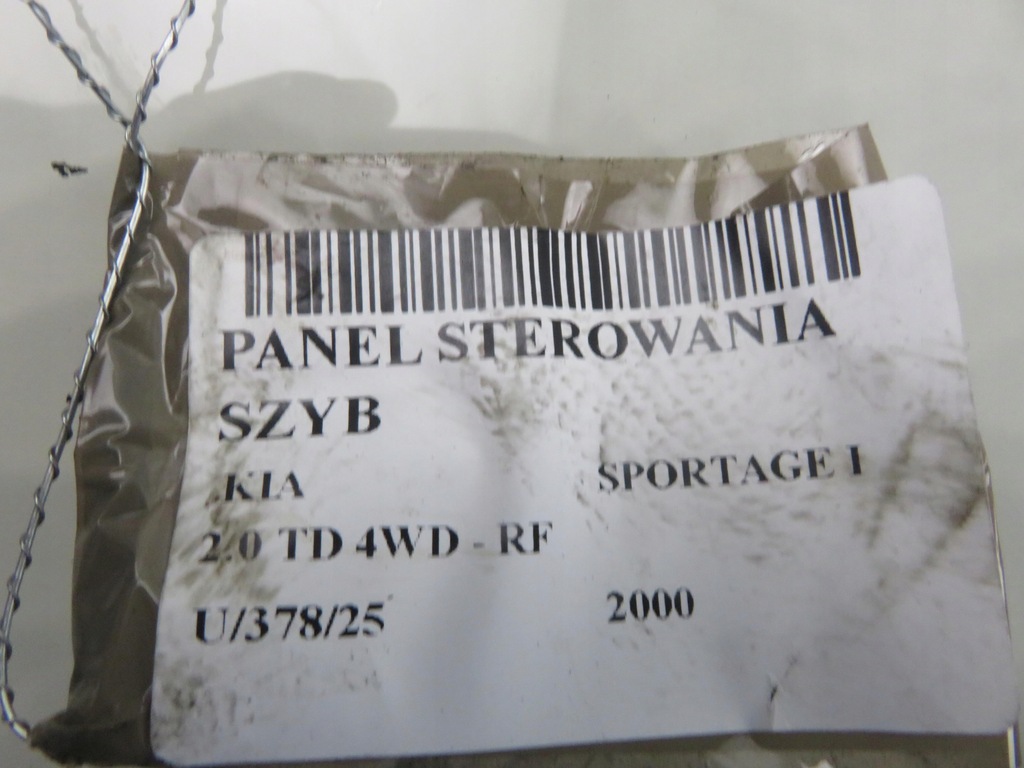 PANEL STEROWANIA
SZYB
KIA SPORTAGE I
2.0 TD 4WD - RF
U/378/25 2000